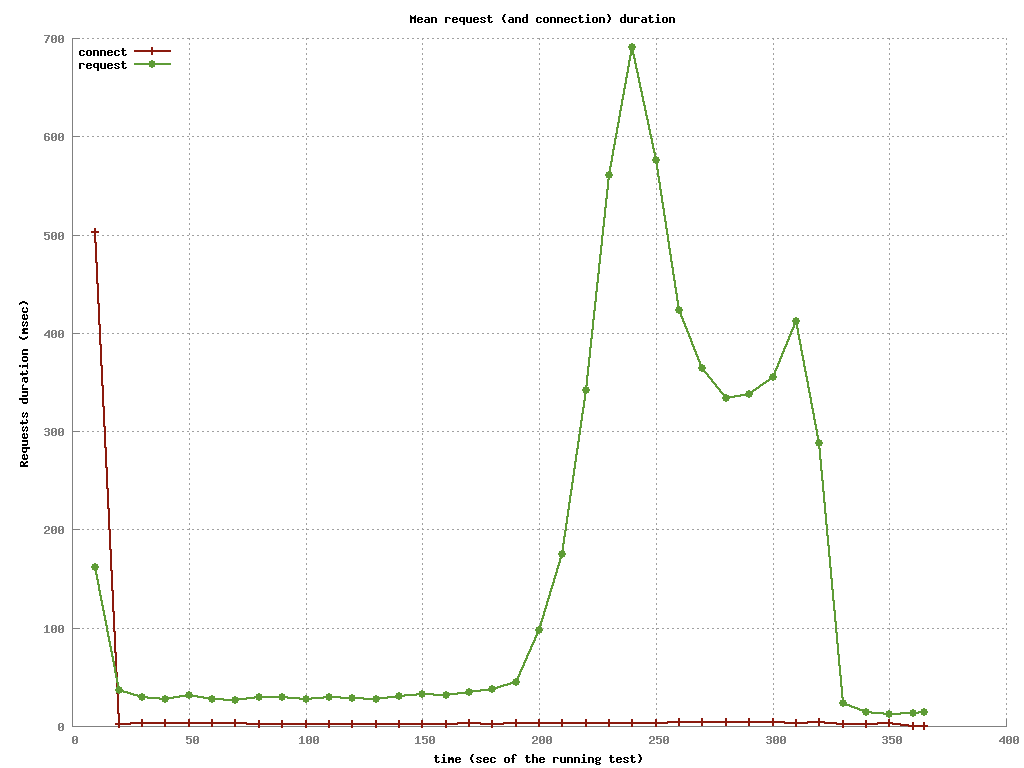 Mean request (and connection) duration
connect
request
700
600
500
400
300
200
100
0
Requests duration (msec)
0 50 100 150 200 250 300 350 400
time (sec of the running test)